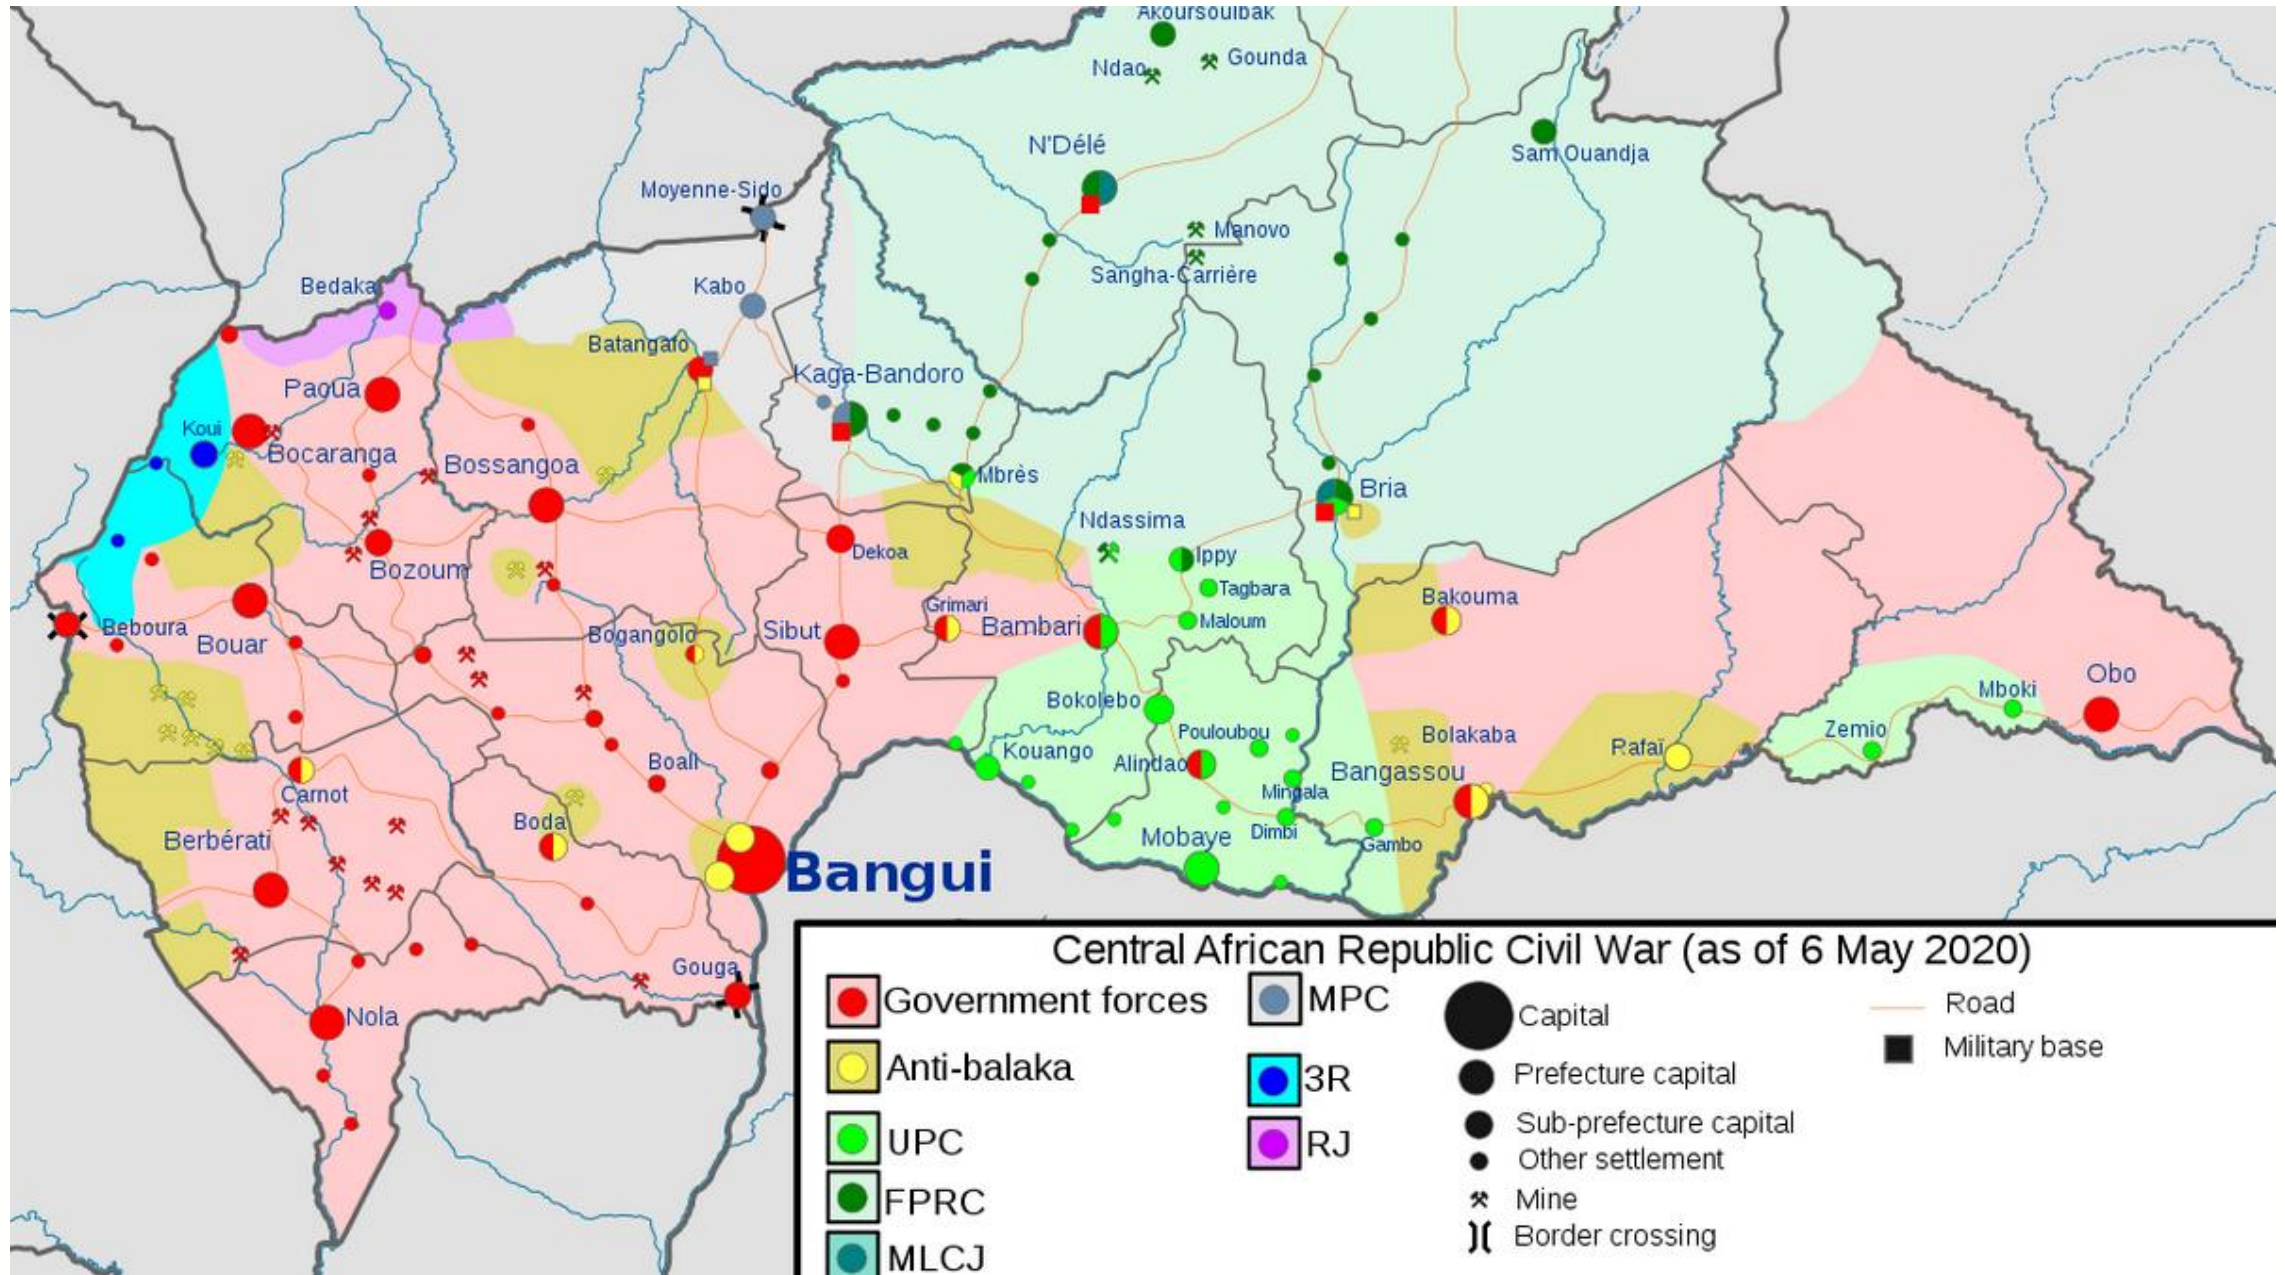 Akoursoulbak
Ndao
Gounda
N'Délé
Sam Ouandja
Moyenne-Sido
Manovo
Sangha-Carrière
Bedaka
Kabo
Batangafo
Paoua
Kaga-Bandoro
Koui
Bocaranga
Bossangoa
Mbrès
Bria
Ndassima
Dekoa
Ippy
Bozoum
Tagbara
Bakouma
Grimari
Beboura
Bouar
Bogangolo
Sibut
Bambari
Maloum
Obo
Bokolebo
Mboki
Pouloubou
Kouango
Bolakaba
Zemio
Rafaï
Boali
Alindao
Bangassou
Carnot
Mingala
Boda
Berbérati
Mobaye
Dimbi
Gambo
Bangui
Gouga
Nola
Central African Republic Civil War (as of 6 May 2020)
Government forces
MPC
Capital
Road
Military base
Anti-balaka
3R
Prefecture capital
Sub-prefecture capital
UPC
RJ
Other settlement
Mine
FPRC
Border crossing
MLCJ